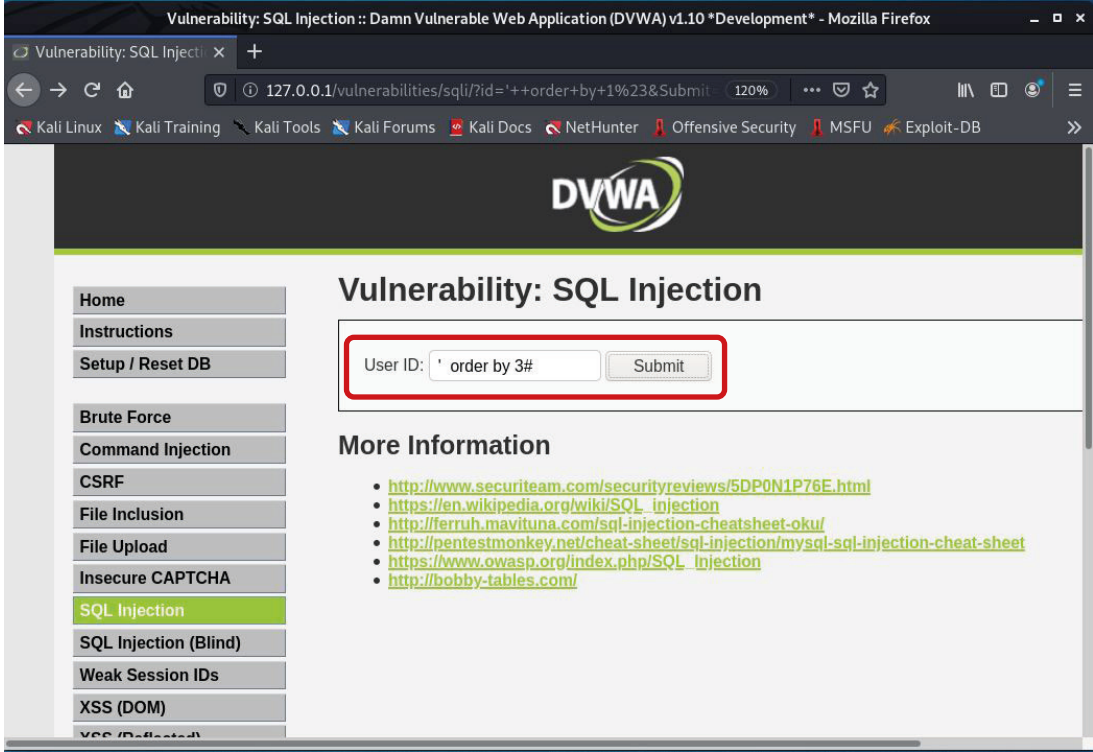 Vulnerability: SQL Injection :: Damn Vulnerable Web Application (DVWA) v1.10 *Development* - Mozilla Firefox
Vulnerability: SQL Injecti
127.0.0.1/vulnerabilities/sqli/?id='++order+by+1%23&Submit= 120%
Kali Linux Kali Training Kali Tools Kali Forums Kali Docs NetHunter Offensive Security MSFU Exploit-DB
DVWA
Home
Instructions
Setup / Reset DB
Brute Force
Command Injection
CSRF
File Inclusion
File Upload
Insecure CAPTCHA
SQL Injection
SQL Injection (Blind)
Weak Session IDs
XSS (DOM)
XSS (Reflected)
Vulnerability: SQL Injection
User ID: '  order by 3# Submit
More Information
• http://www.securiteam.com/securityreviews/5DP0N1P76E.html
• https://en.wikipedia.org/wiki/SQL_injection
• http://ferruh.mavituna.com/sql-injection-cheatsheet-oku/
• http://pentestmonkey.net/cheat-sheet/sql-injection/mysql-sql-injection-cheat-sheet
• https://www.owasp.org/index.php/SQL_Injection
• http://bobby-tables.com/